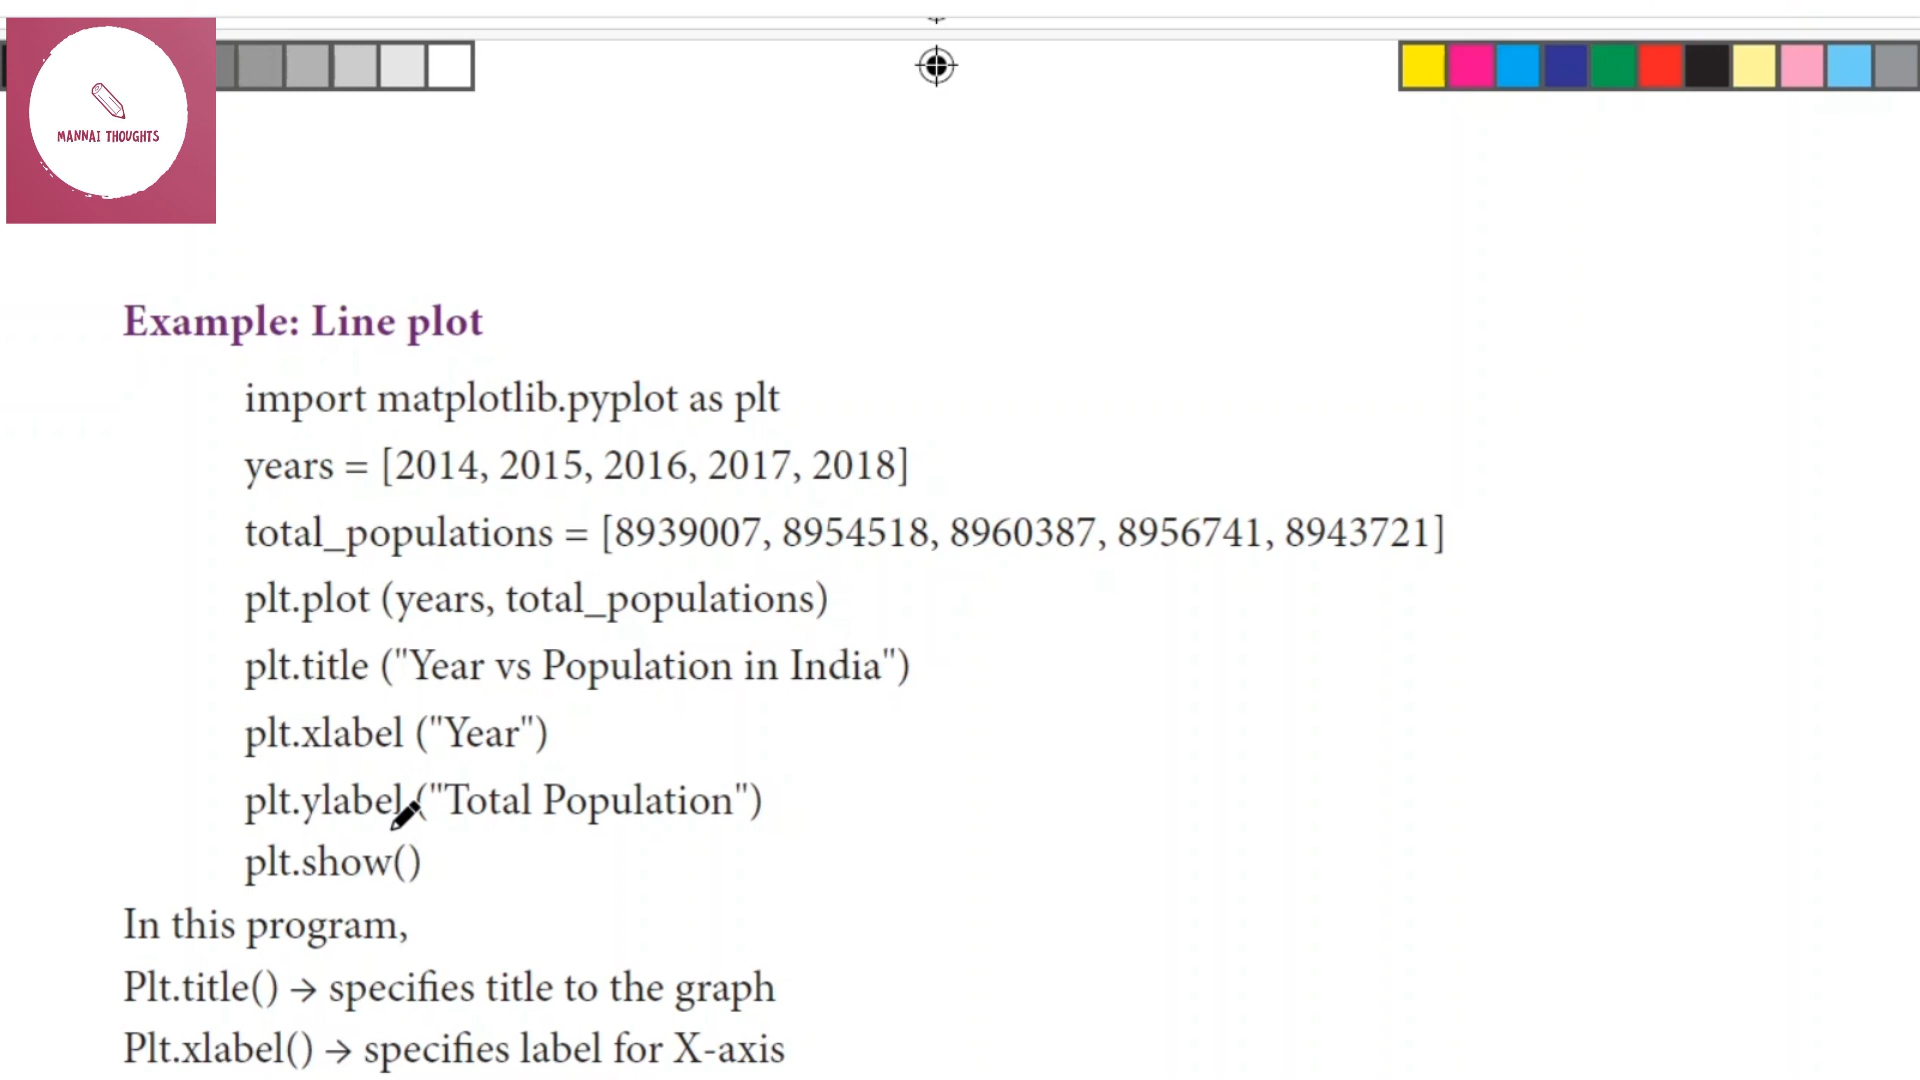 MANNAI THOUGHTS
Example: Line plot
import matplotlib.pyplot as plt
years = [2014, 2015, 2016, 2017, 2018]
total_populations = [8939007, 8954518, 8960387, 8956741, 8943721]
plt.plot (years, total_populations)
plt.title ("Year vs Population in India")
plt.xlabel ("Year")
plt.ylabel ("Total Population")
plt.show()
In this program,
Plt.title() → specifies title to the graph
Plt.xlabel() → specifies label for X-axis